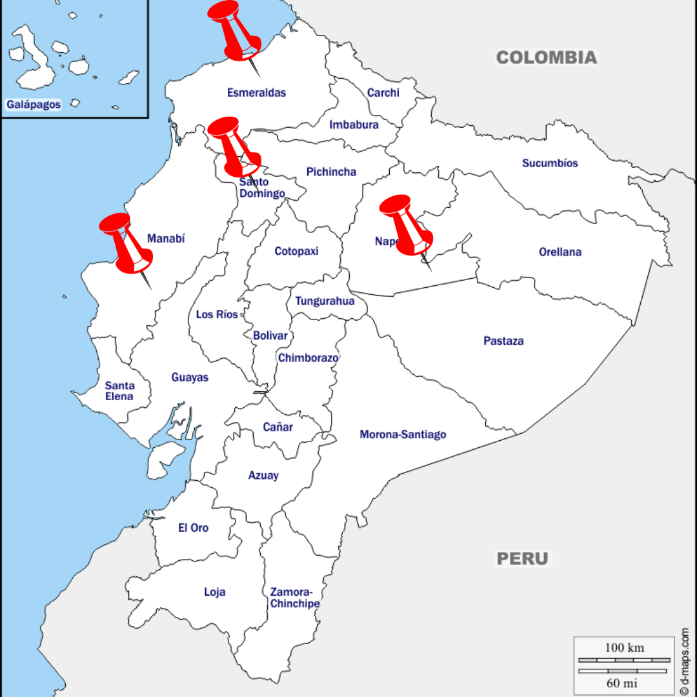 COLOMBIA
Galápagos
Esmeraldas
Carchi
Imbabura
Sucumbíos
Pichincha
Santo
Domingo
Manabí
Cotopaxi
Orellana
Tungurahua
Los Ríos
Bolivar
Pastaza
Chimborazo
Guayas
Santa
Elena
Cañar
Morona-Santiago
Azuay
El Oro
PERU
Loja
Zamora-
Chinchipe
100 km
60 mi
© d-maps.com